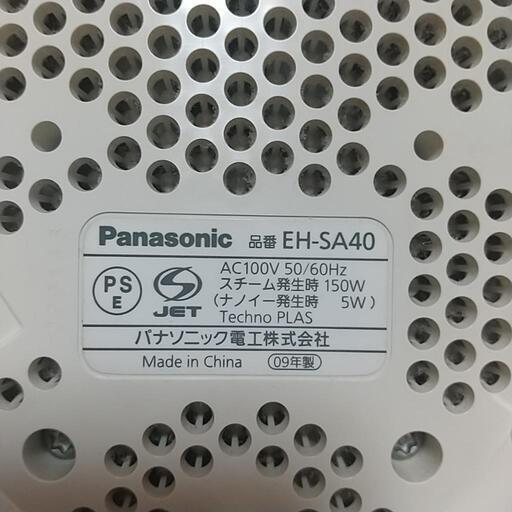 Panasonic 品番 EH-SA40
PS
E
JET
AC100V 50/60Hz
スチーム発生時 150W
(ナノイー発生時 5W)
Techno PLAS
パナソニック電工株式会社
Made in China 09年製